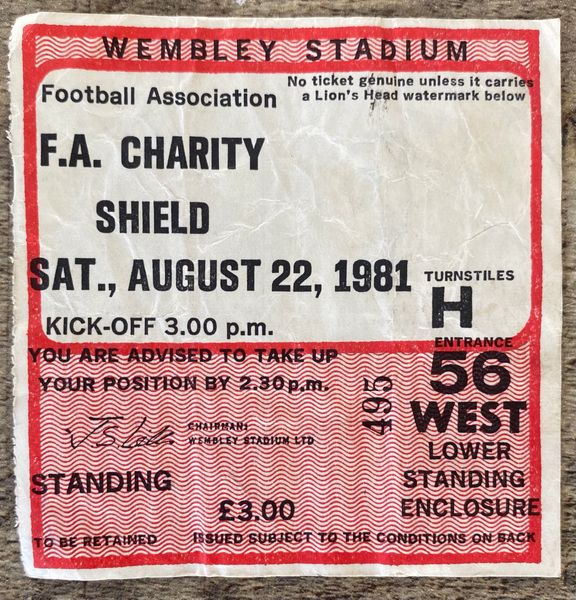 WEMBLEY STADIUM
No ticket genuine unless it carries
a Lion's Head watermark below
Football Association
F.A. CHARITY
SHIELD
SAT., AUGUST 22, 1981
KICK-OFF 3.00 p.m.
TURNSTILES
H
ENTRANCE
56
WEST
LOWER
STANDING
ENCLOSURE
YOU ARE ADVISED TO TAKE UP
YOUR POSITION BY 2.30p.m.
495
CHAIRMAN:
WEMBLEY STADIUM LTD
STANDING
£3.00
TO BE RETAINED
ISSUED SUBJECT TO THE CONDITIONS ON BACK